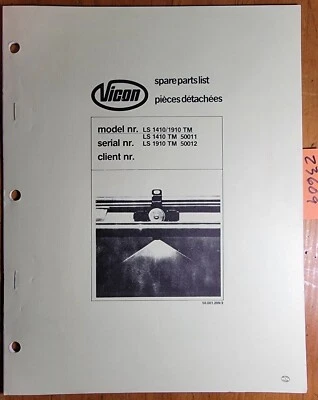 Vicon
spare parts list
pièces détachées
model nr. LS 1410/1910 TM
LS 1410 TM 50011
serial nr. LS 1910 TM 50012
client nr.
23609